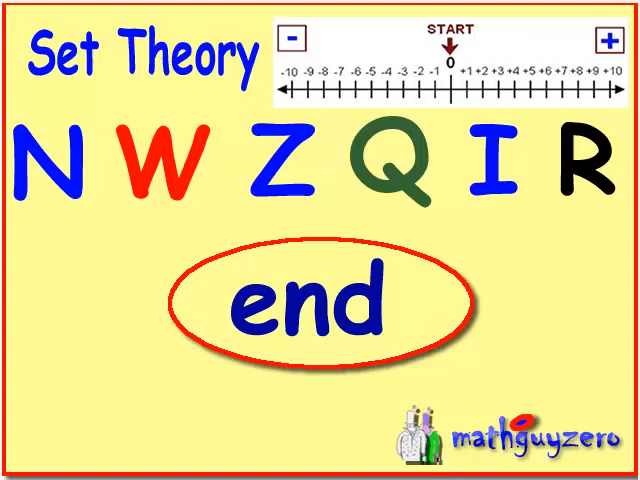 Set Theory
- START +
0
-10 -9 -8 -7 -6 -5 -4 -3 -2 -1 +1 +2 +3 +4 +5 +6 +7 +8 +9 +10
N W Z Q I R
end
mathguyzero